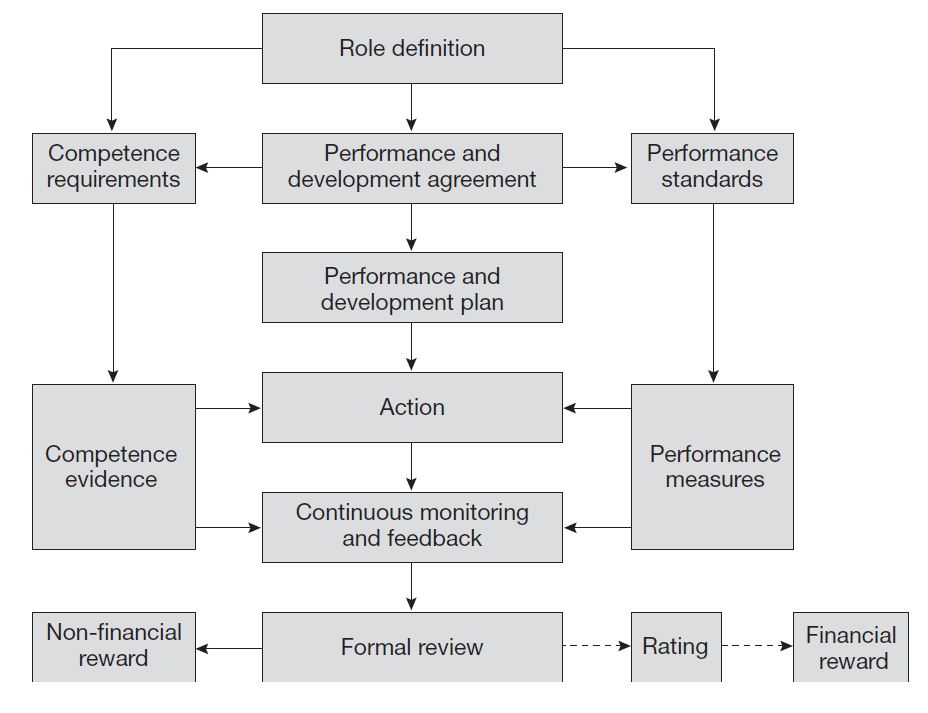 Role definition
Competence
requirements
Performance and
development agreement
Performance
standards
Performance and
development plan
Action
Competence
evidence
Performance
measures
Continuous monitoring
and feedback
Non-financial
reward
Formal review
Rating
Financial
reward